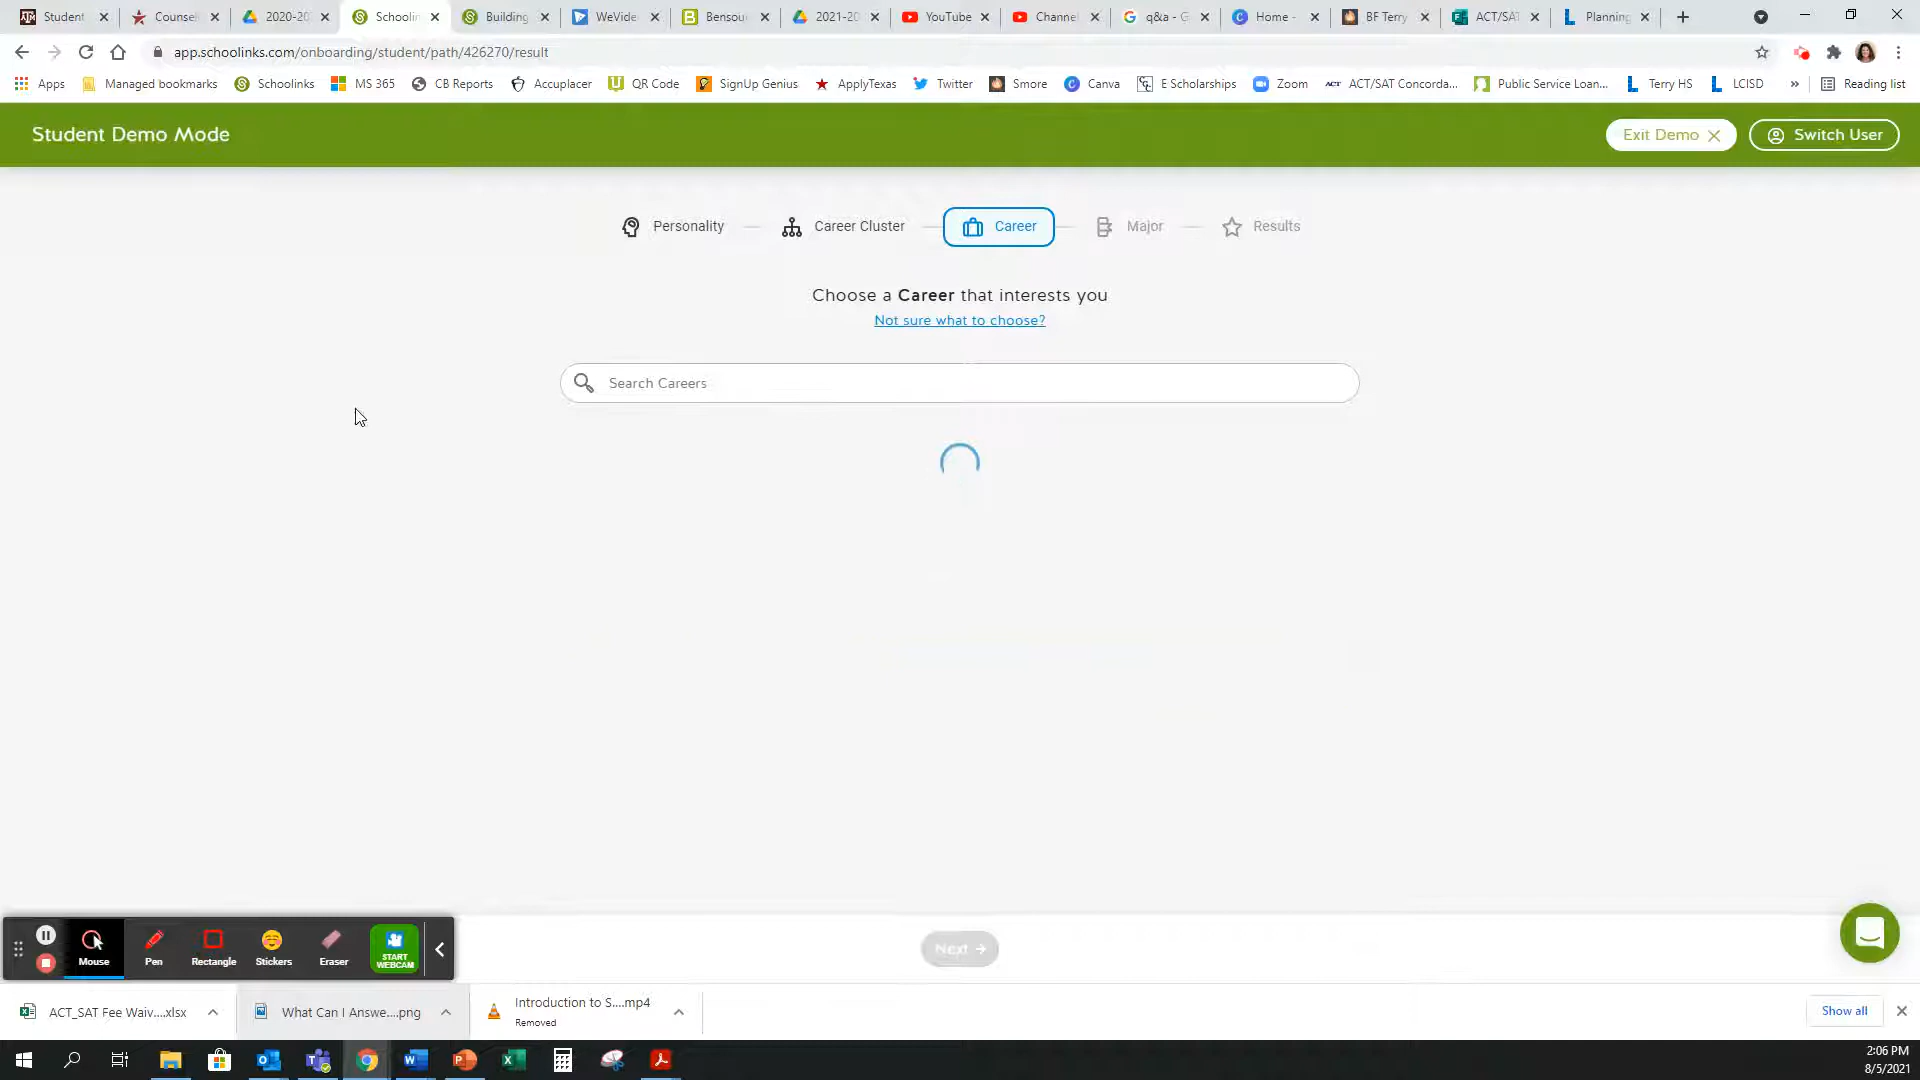 Student
Counsel
2020-20
Schoolin
Building
WeVide
Bensou
2021-20
YouTube
Channel
q&a - G
Home -
BF Terry
ACT/SAT
Planning
app.schoolinks.com/onboarding/student/path/426270/result
Apps
Managed bookmarks
Schoolinks
MS 365
CB Reports
Accuplacer
QR Code
SignUp Genius
ApplyTexas
Twitter
Smore
Canva
E Scholarships
Zoom
ACT/SAT Concorda...
Public Service Loan...
Terry HS
LCISD
»
Reading list
Student Demo Mode
Exit Demo
Switch User
Personality
Career Cluster
Career
Major
Results
Choose a Career that interests you
Not sure what to choose?
Search Careers
Mouse
Pen
Rectangle
Stickers
Eraser
START
WEBCAM
Next →
ACT_SAT Fee Waiv....xlsx
What Can I Answe....png
Introduction to S....mp4
Removed
Show all
2:06 PM
8/5/2021